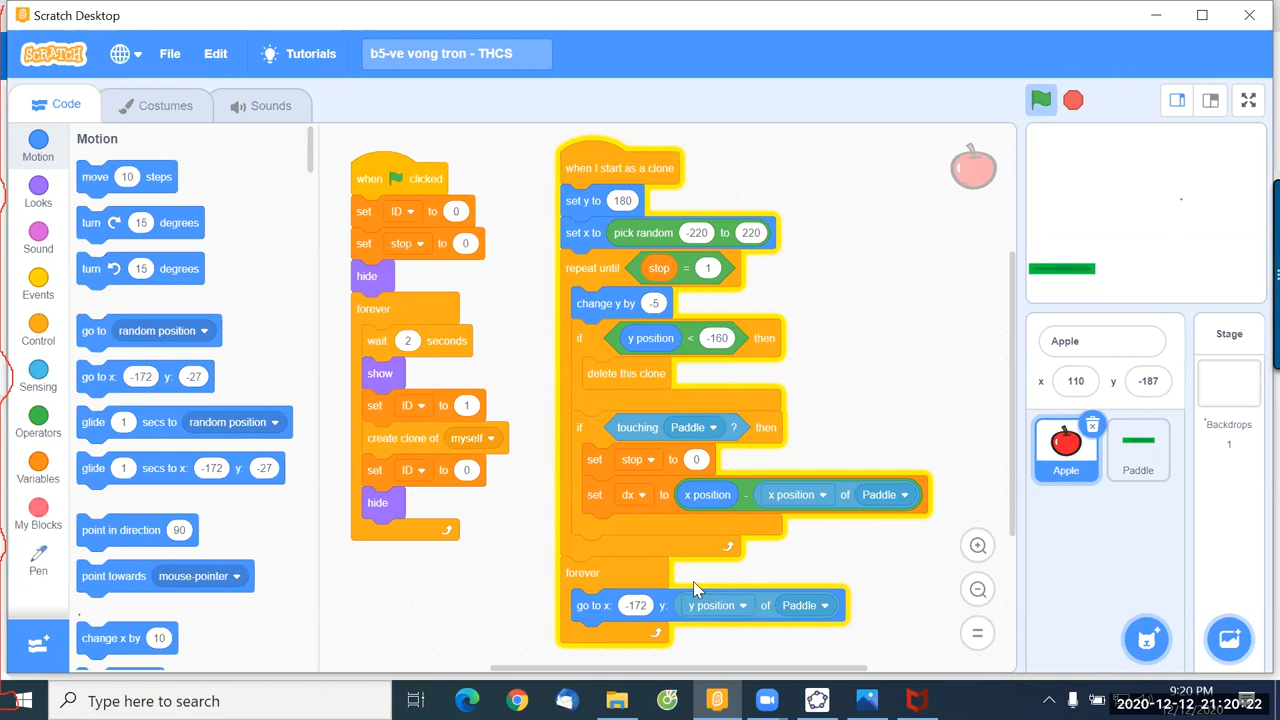 Scratch Desktop
SCRATCH File Edit Tutorials b5-ve vong tron - THCS
Code Costumes Sounds
Motion
Looks
Sound
Events
Control
Sensing
Operators
Variables
My Blocks
Pen
Motion
move 10 steps
turn 15 degrees
turn 15 degrees
go to random position
go to x: -172 y: -27
glide 1 secs to random position
glide 1 secs to x: -172 y: -27
point in direction 90
point towards mouse-pointer
change x by 10
when clicked
set ID to 0
set stop to 0
hide
forever
wait 2 seconds
show
set ID to 1
create clone of myself
set ID to 0
hide
when I start as a clone
set y to 180
set x to pick random -220 to 220
repeat until stop = 1
change y by -5
if y position < -160 then
delete this clone
if touching Paddle ? then
set stop to 0
set dx to x position - x position of Paddle
forever
go to x: -172 y: y position of Paddle
Apple
x 110 y -187
Apple
Paddle
Stage
Backdrops
1
Type here to search
9:20 PM
12/12/2020
2020-12-12 21:20:22